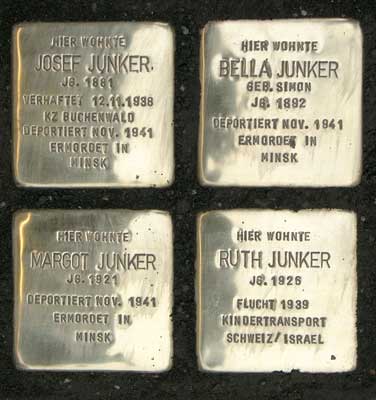 HIER WOHNTE
JOSEF JUNKER
JG. 1881
VERHAFTET 12.11.1938
KZ BUCHENWALD
DEPORTIERT NOV. 1941
ERMORDET IN
MINSK
HIER WOHNTE
BELLA JUNKER
GEB. SIMON
JG. 1892
DEPORTIERT NOV. 1941
ERMORDET IN
MINSK
HIER WOHNTE
MARGOT JUNKER
JG. 1921
DEPORTIERT NOV. 1941
ERMORDET IN
MINSK
HIER WOHNTE
RUTH JUNKER
JG. 1926
FLUCHT 1939
KINDERTRANSPORT
SCHWEIZ/ISRAEL